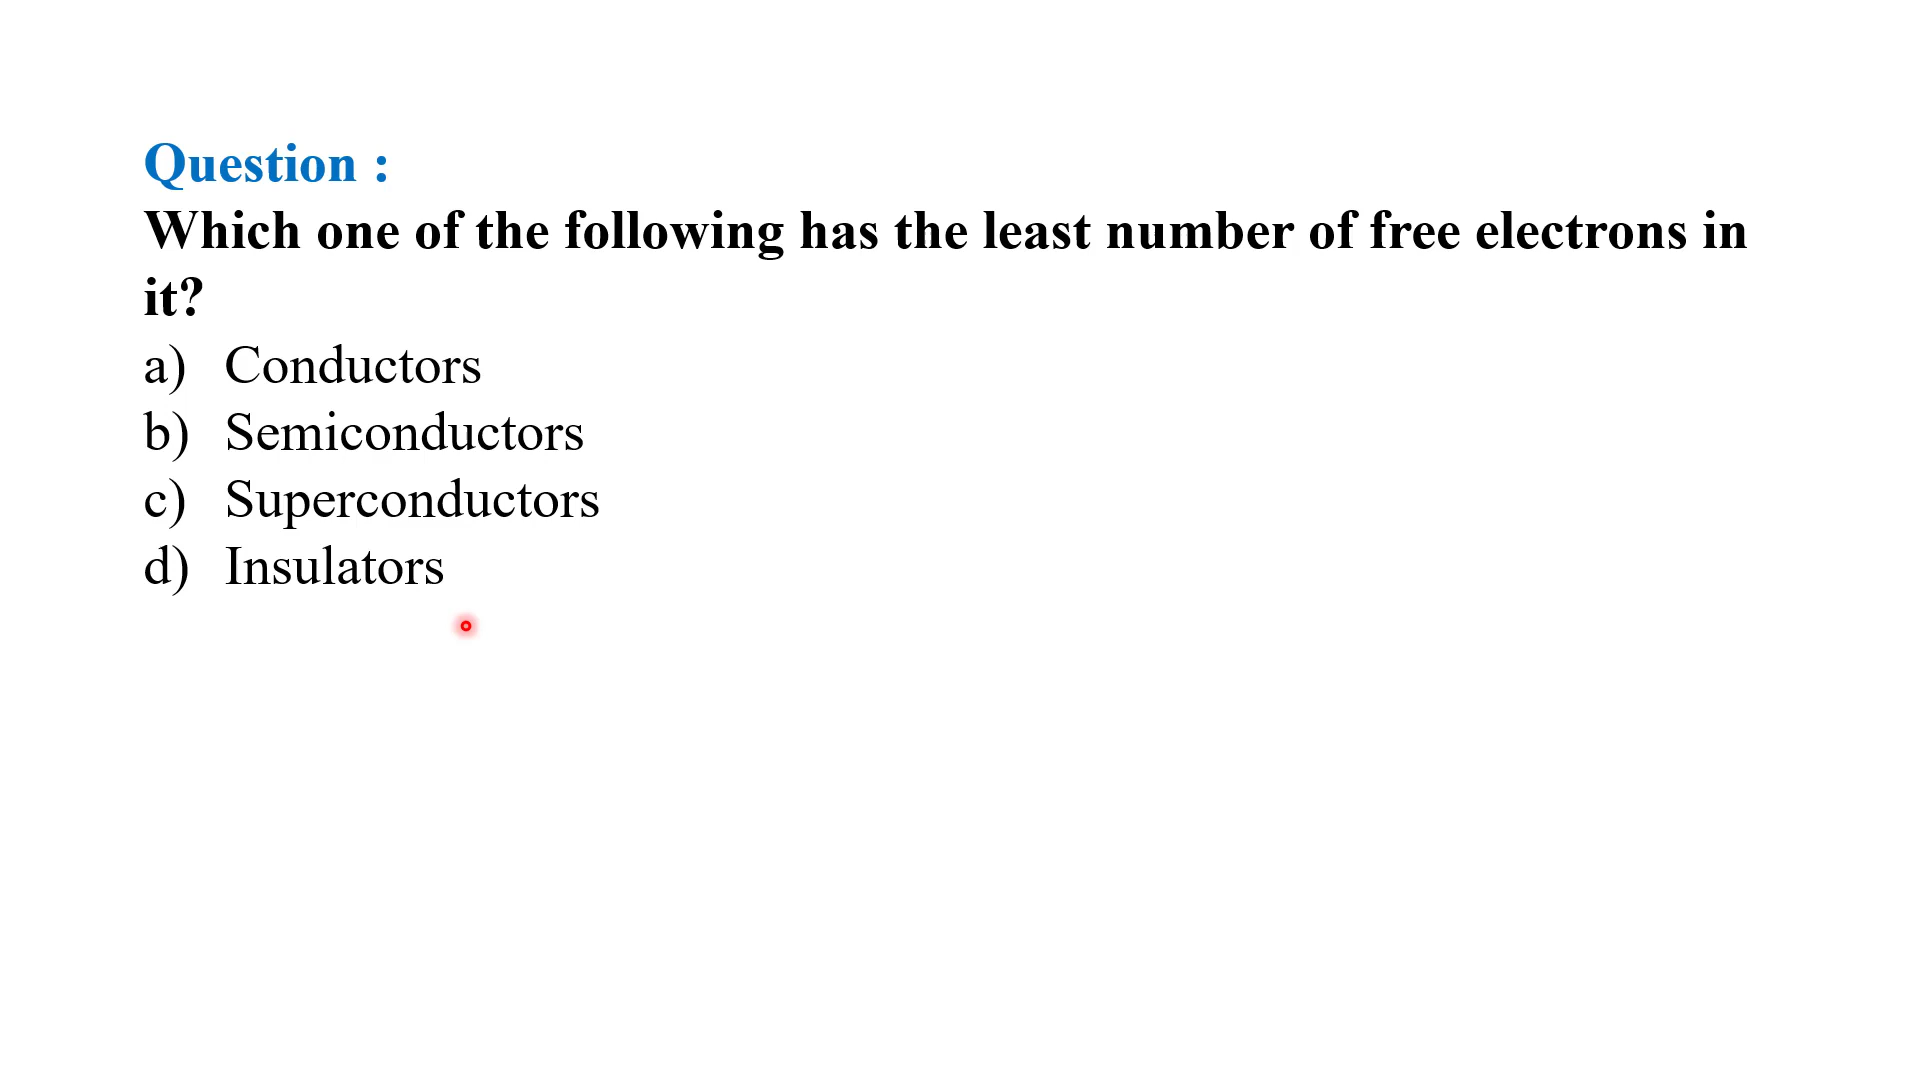 Question :
Which one of the following has the least number of free electrons in
it?
a) Conductors
b) Semiconductors
c) Superconductors
d) Insulators